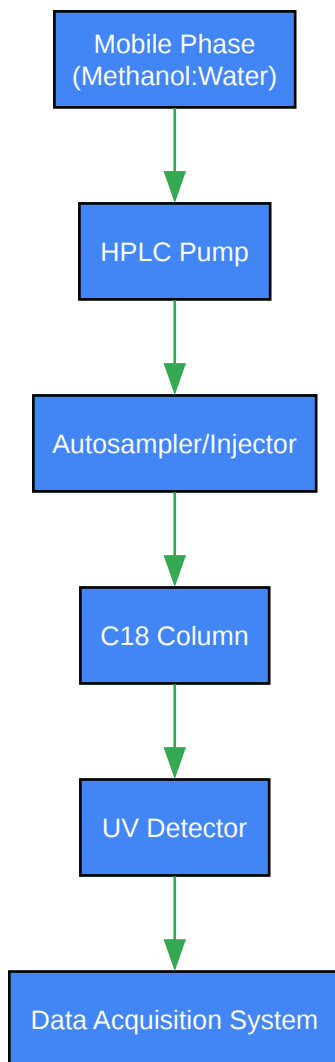 Mobile Phase
(Methanol:Water)
HPLC Pump
Autosampler/Injector
C18 Column
UV Detector
Data Acquisition System